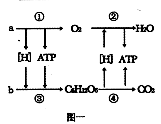 ① ②
a O₂ H₂O
[H] ATP [H] ATP
b C₆H₁₂O₆ CO₂
③ ④
图一